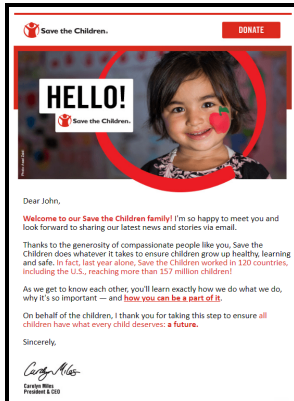 Save the Children.
DONATE
HELLO!
Save the Children.
Dear John,
Welcome to our Save the Children family! I'm so happy to meet you and
look forward to sharing our latest news and stories via email.
Thanks to the generosity of compassionate people like you, Save the
Children does whatever it takes to ensure children grow up healthy, learning
and safe. In fact, last year alone, Save the Children worked in 120 countries,
including the U.S., reaching more than 157 million children!
As we get to know each other, you'll learn exactly how we do what we do,
why it's so important — and how you can be a part of it.
On behalf of the children, I thank you for taking this step to ensure all
children have what every child deserves: a future.
Sincerely,
Carolyn Miles
Carolyn Miles
President & CEO